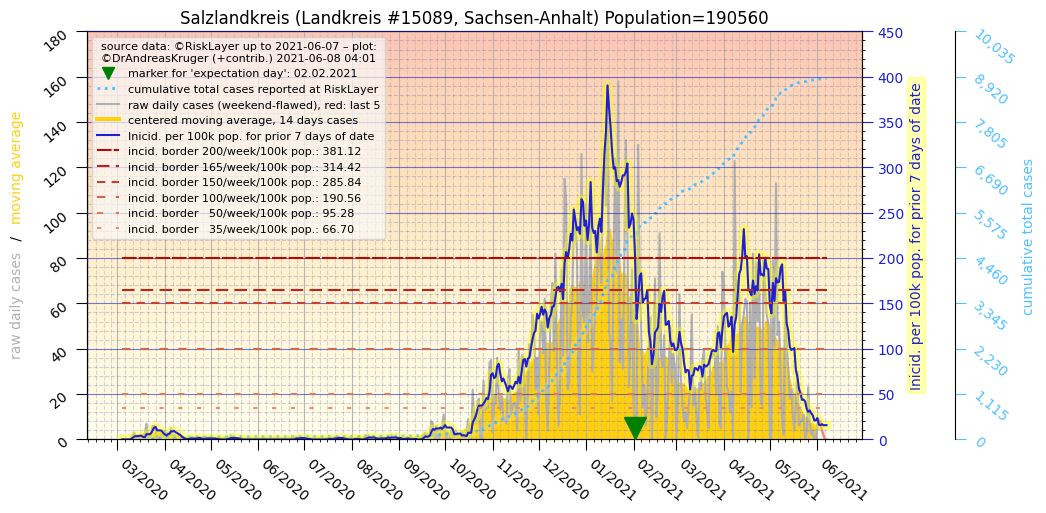 Salzlandkreis (Landkreis #15089, Sachsen-Anhalt) Population=190560
source data: ©RiskLayer up to 2021-06-07 – plot:
©DrAndreasKruger (+contrib.) 2021-06-08 04:01
marker for 'expectation day': 02.02.2021
cumulative total cases reported at RiskLayer
raw daily cases (weekend-flawed), red: last 5
centered moving average, 14 days cases
Inicid. per 100k pop. for prior 7 days of date
incid. border 200/week/100k pop.: 381.12
incid. border 165/week/100k pop.: 314.42
incid. border 150/week/100k pop.: 285.84
incid. border 100/week/100k pop.: 190.56
incid. border   50/week/100k pop.: 95.28
incid. border   35/week/100k pop.: 66.70
raw daily cases / moving average
180
160
140
120
100
80
60
40
20
0
03/2020
04/2020
05/2020
06/2020
07/2020
08/2020
09/2020
10/2020
11/2020
12/2020
01/2021
02/2021
03/2021
04/2021
05/2021
06/2021
450
400
350
300
250
200
150
100
50
0
Inicid. per 100k pop. for prior 7 days of date
10,035
8,920
7,805
6,690
5,575
4,460
3,345
2,230
1,115
0
cumulative total cases